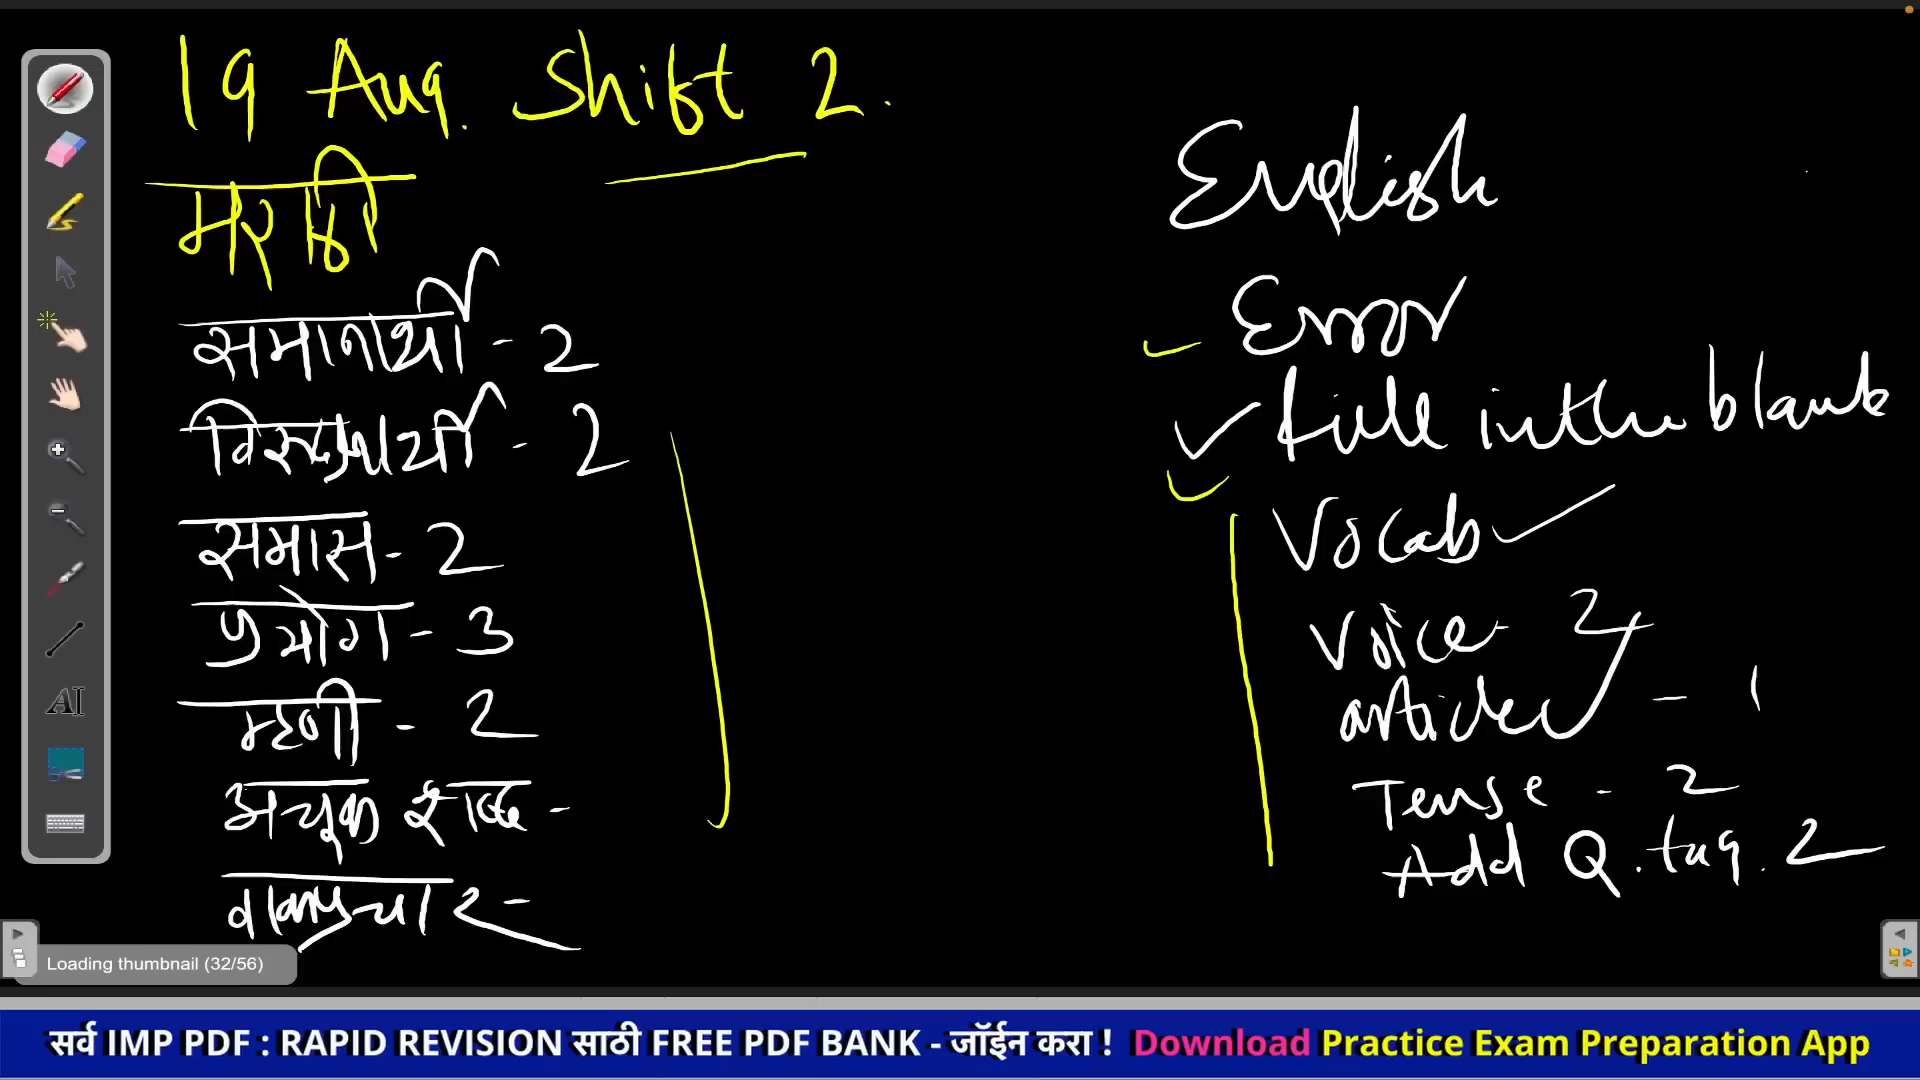 19 Aug. Shift 2.
मराठी
समानार्थी - 2
विरुद्धार्थी - 2
समास - 2
प्रयोग - 3
म्हणी - 2
अचूक शब्द -
वाक्प्रचार -
English
Error
Fill in the blank
Vocab
Voice - 2
article - 1
Tense - 2
Add Q. tag. 2
AI
Loading thumbnail (32/56)
सर्व IMP PDF : RAPID REVISION साठी FREE PDF BANK - जॉईन करा ! Download Practice Exam Preparation App